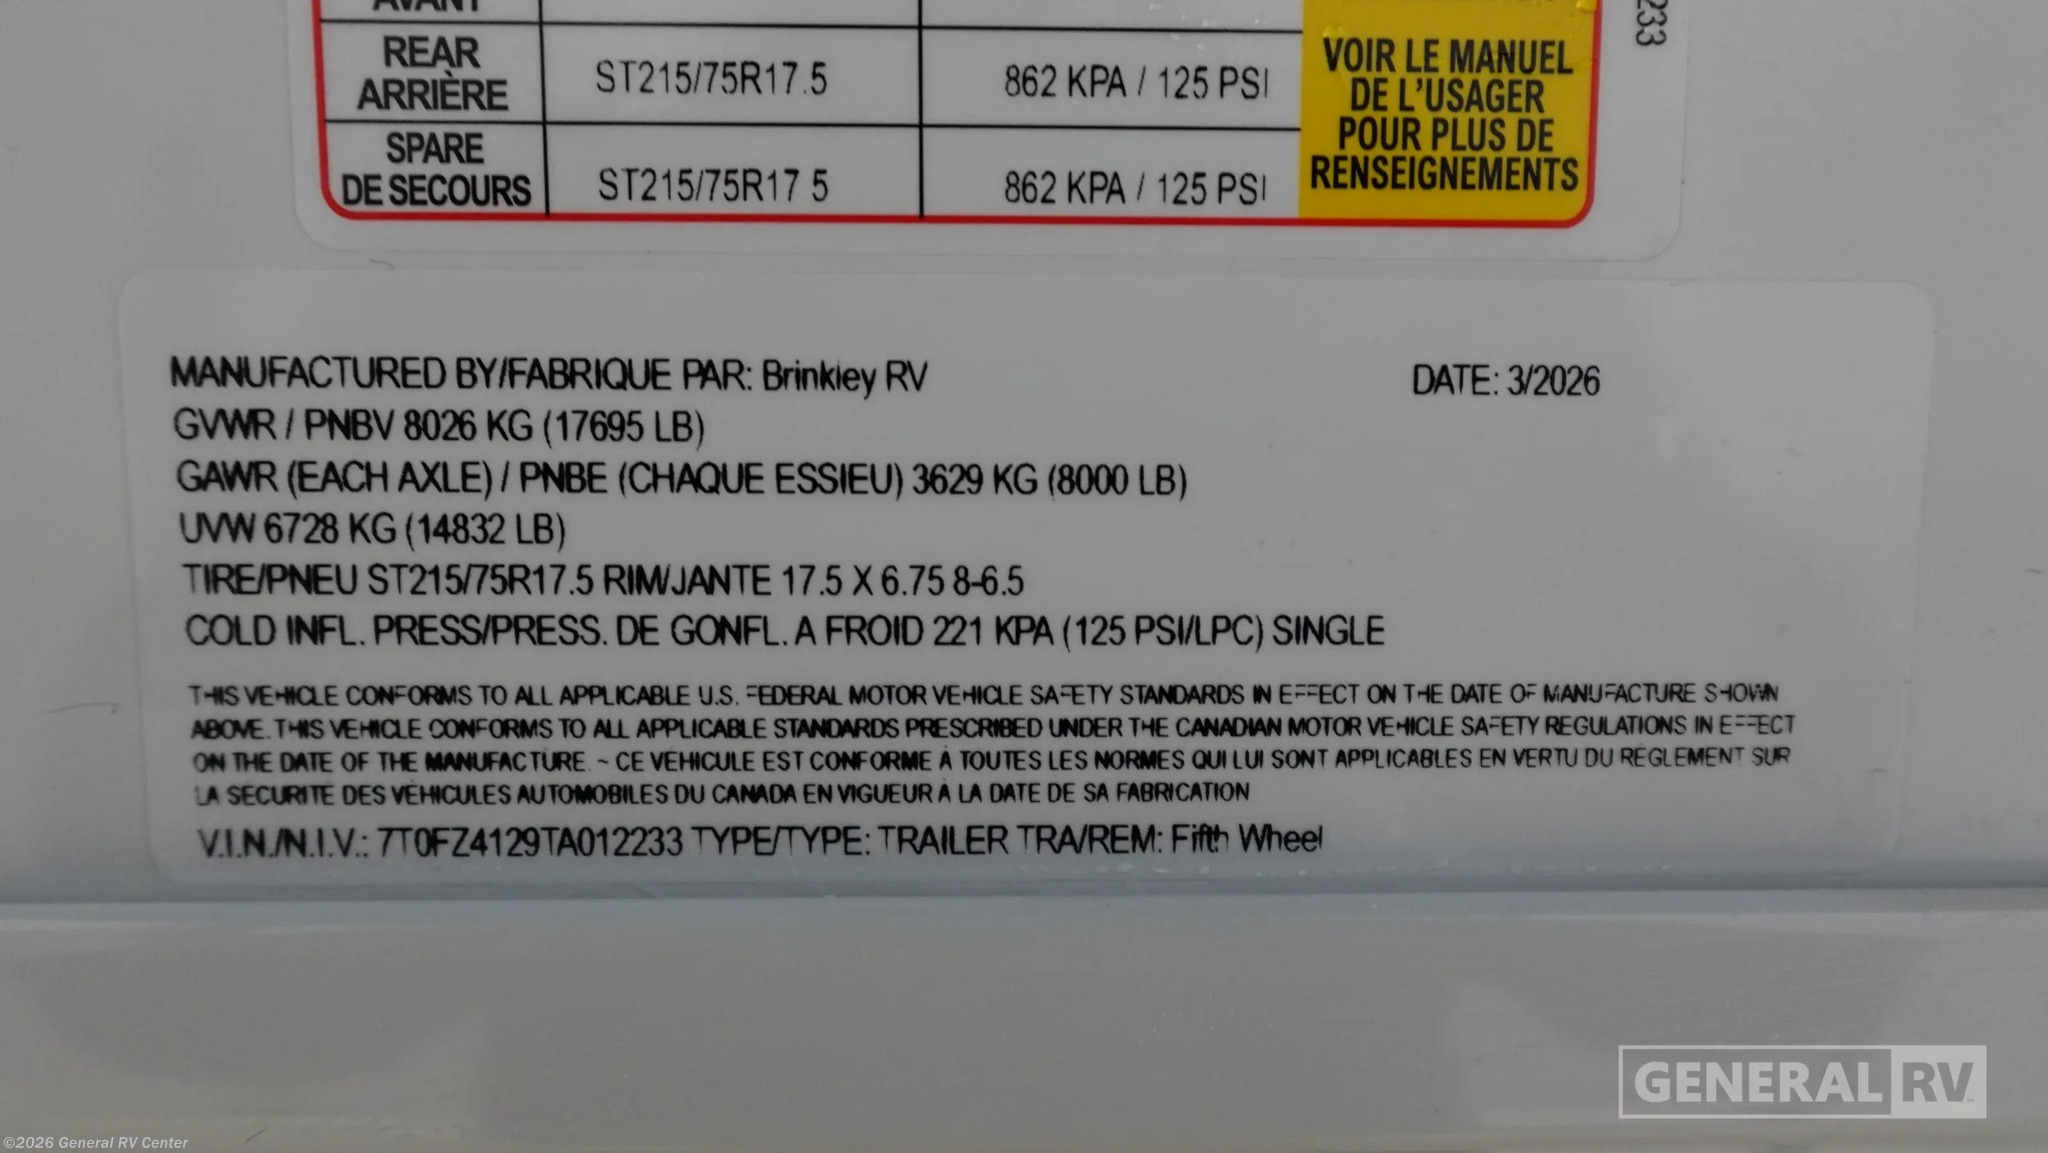 AVANT
REAR
ARRIÈRE
ST215/75R17.5
862 KPA / 125 PSI
SPARE
DE SECOURS
ST215/75R17 5
862 KPA / 125 PSI
VOIR LE MANUEL
DE L'USAGER
POUR PLUS DE
RENSEIGNEMENTS
233
MANUFACTURED BY/FABRIQUE PAR: Brinkley RV
DATE: 3/2026
GVWR / PNBV 8026 KG (17695 LB)
GAWR (EACH AXLE) / PNBE (CHAQUE ESSIEU) 3629 KG (8000 LB)
UVW 6728 KG (14832 LB)
TIRE/PNEU ST215/75R17.5 RIM/JANTE 17.5 X 6.75 8-6.5
COLD INFL. PRESS/PRESS. DE GONFL. A FROID 221 KPA (125 PSI/LPC) SINGLE
THIS VEHICLE CONFORMS TO ALL APPLICABLE U.S. FEDERAL MOTOR VEHICLE SAFETY STANDARDS IN EFFECT ON THE DATE OF MANUFACTURE SHOWN
ABOVE. THIS VEHICLE CONFORMS TO ALL APPLICABLE STANDARDS PRESCRIBED UNDER THE CANADIAN MOTOR VEHICLE SAFETY REGULATIONS IN EFFECT
ON THE DATE OF THE MANUFACTURE. ~ CE VÉHICULE EST CONFORME À TOUTES LES NORMES QUI LUI SONT APPLICABLES EN VERTU DU RÈGLEMENT SUR
LA SÉCURITÉ DES VÉHICULES AUTOMOBILES DU CANADA EN VIGUEUR À LA DATE DE SA FABRICATION
V.I.N./N.I.V.: 7T0FZ4129TA012233 TYPE/TYPE: TRAILER TRA/REM: Fifth Wheel
GENERAL RV
©2026 General RV Center